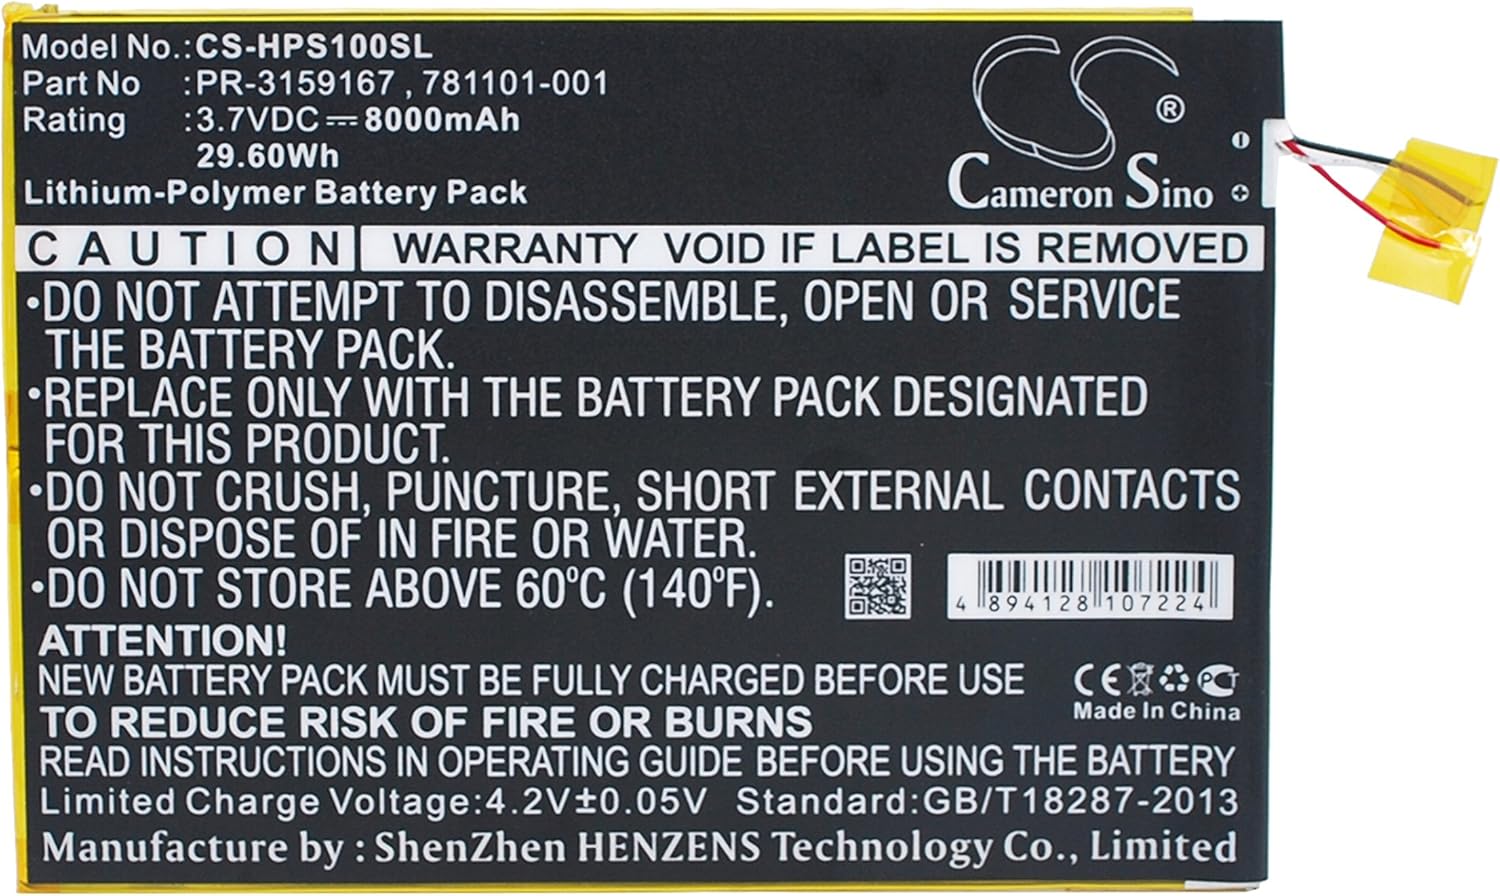 Model No.:CS-HPS100SL
Part No :PR-3159167 , 781101-001
Rating :3.7VDC⎓8000mAh
29.60Wh
Lithium-Polymer Battery Pack
®
Cameron Sino
CAUTION WARRANTY VOID IF LABEL IS REMOVED
•DO NOT ATTEMPT TO DISASSEMBLE, OPEN OR SERVICE
THE BATTERY PACK.
•REPLACE ONLY WITH THE BATTERY PACK DESIGNATED
FOR THIS PRODUCT.
•DO NOT CRUSH, PUNCTURE, SHORT EXTERNAL CONTACTS
OR DISPOSE OF IN FIRE OR WATER.
•DO NOT STORE ABOVE 60⁰C (140⁰F).
4 894128 107224
ATTENTION!
NEW BATTERY PACK MUST BE FULLY CHARGED BEFORE USE
TO REDUCE RISK OF FIRE OR BURNS
CE PCT
Made In China
READ INSTRUCTIONS IN OPERATING GUIDE BEFORE USING THE BATTERY
Limited Charge Voltage:4.2V±0.05V Standard:GB/T18287-2013
Manufacture by : ShenZhen HENZENS Technology Co., Limited